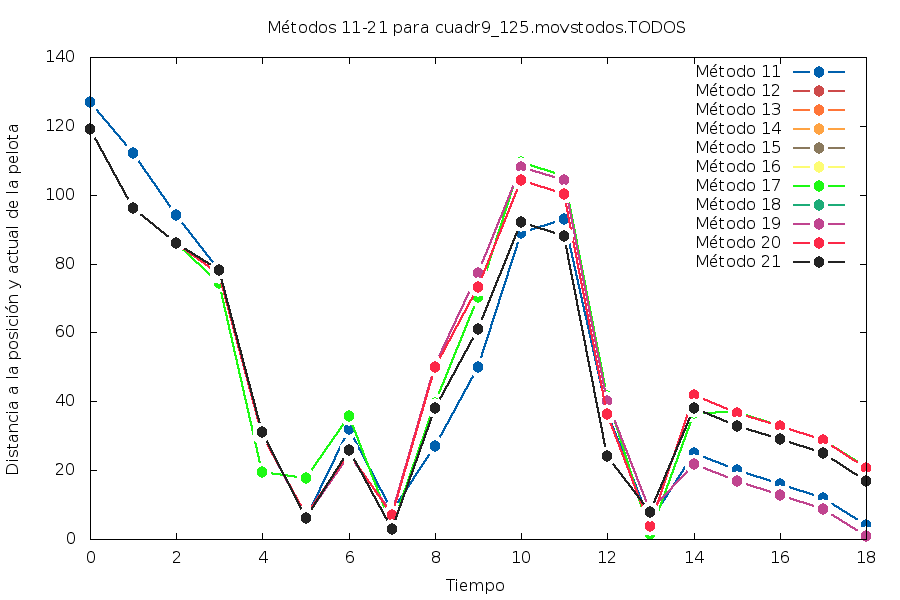 Métodos 11-21 para cuadr9_125.movstodos.TODOS
Distancia a la posición y actual de la pelota
140
120
100
80
60
40
20
0
Método 11
Método 12
Método 13
Método 14
Método 15
Método 16
Método 17
Método 18
Método 19
Método 20
Método 21
0 2 4 6 8 10 12 14 16 18
Tiempo